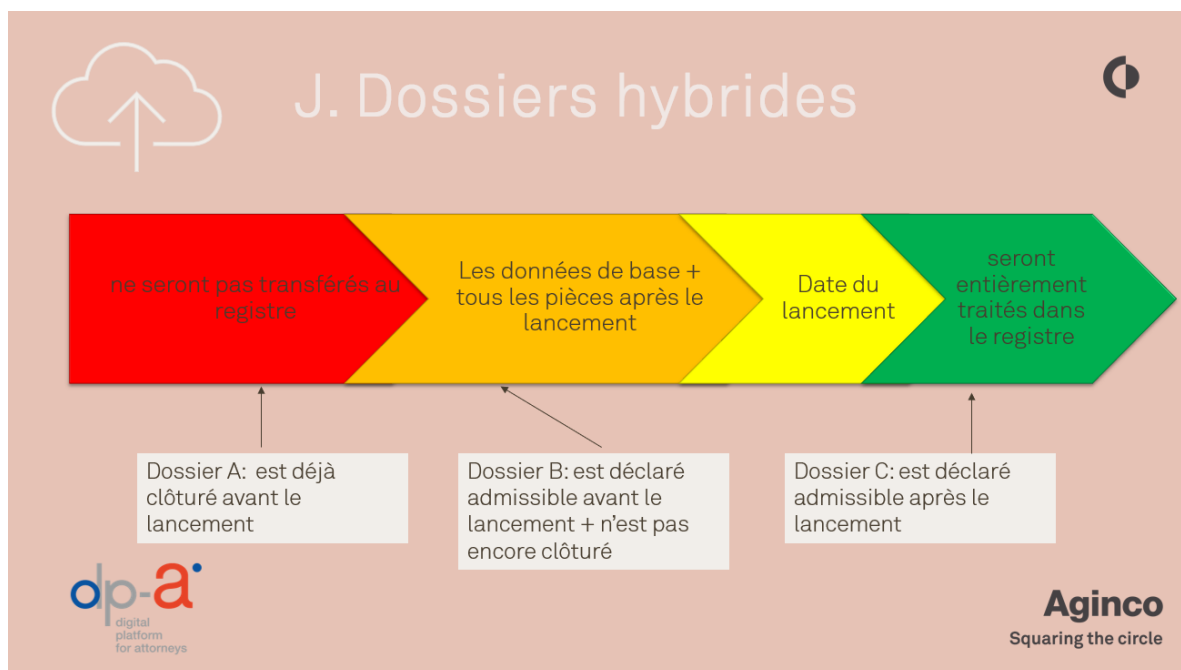 J. Dossiers hybrides
ne seront pas transférés au
registre
Les données de base +
tous les pièces après le
lancement
Date du
lancement
seront
entièrement
traités dans
le registre
Dossier A: est déjà
clôturé avant le
lancement
Dossier B: est déclaré
admissible avant le
lancement + n'est pas
encore clôturé
Dossier C: est déclaré
admissible après le
lancement
dp-a
digital
platform
for attorneys
Aginco
Squaring the circle